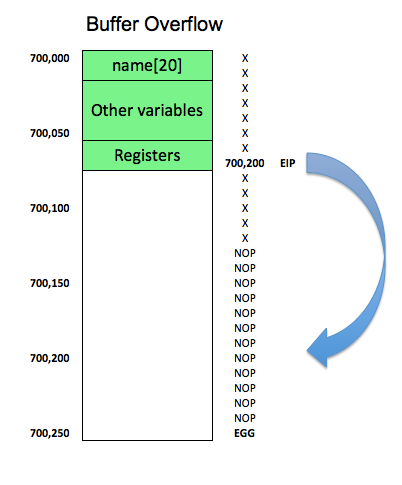 Buffer Overflow
700,000 name[20] X
X
X
Other variables X
X
700,050 X
X
Registers 700,200 EIP
X
X
700,100 X
X
X
NOP
NOP
700,150 NOP
NOP
NOP
NOP
NOP
700,200 NOP
NOP
NOP
NOP
NOP
700,250 EGG